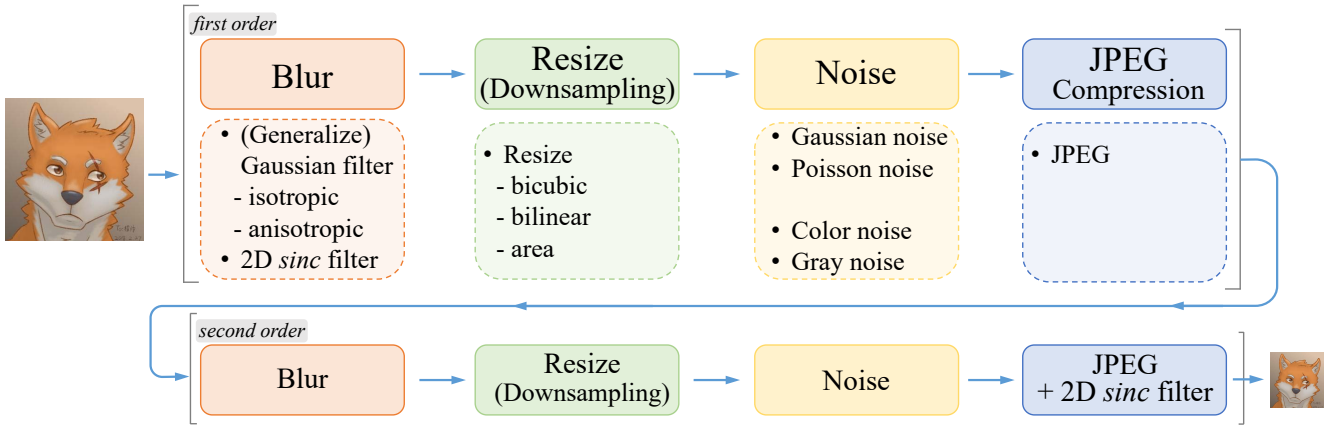 first order
Blur
Resize
(Downsampling)
Noise
JPEG
Compression
• (Generalize)
Gaussian filter
- isotropic
- anisotropic
• 2D sinc filter
• Resize
- bicubic
- bilinear
- area
• Gaussian noise
• Poisson noise
• Color noise
• Gray noise
• JPEG
second order
Blur
Resize
(Downsampling)
Noise
JPEG
+ 2D sinc filter